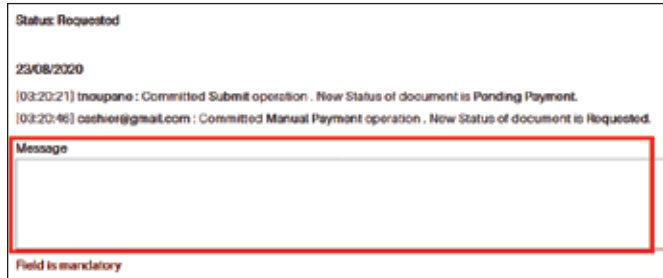 Status: Requested
23/08/2020
[03:20:21] tnoupane : Committed Submit operation . New Status of document is Pending Payment.
[03:20:46] cashier@gmail.com : Committed Manual Payment operation . New Status of document is Requested.
Message
Field is mandatory